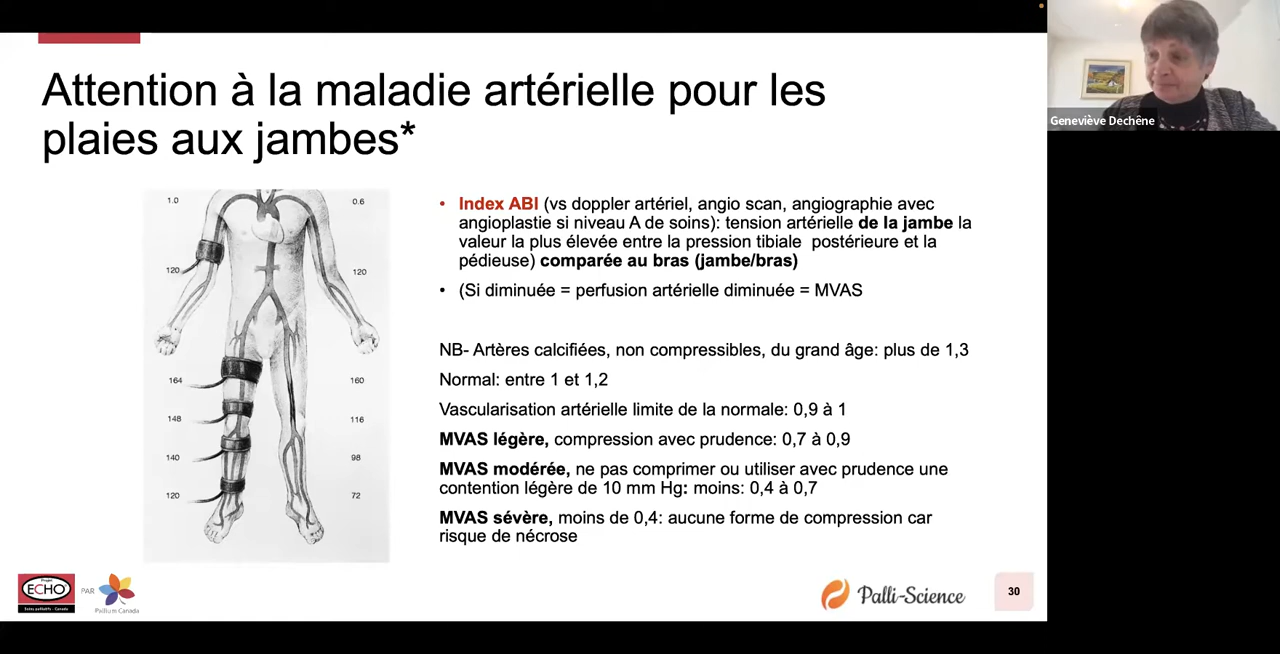 Attention à la maladie artérielle pour les
plaies aux jambes*
Geneviève Dechêne
1.0 0.6
120 120
164 160
148 116
140 98
120 72
• Index ABI (vs doppler artériel, angio scan, angiographie avec
angioplastie si niveau A de soins): tension artérielle de la jambe la
valeur la plus élevée entre la pression tibiale postérieure et la
pédieuse) comparée au bras (jambe/bras)
• (Si diminuée = perfusion artérielle diminuée = MVAS
NB- Artères calcifiées, non compressibles, du grand âge: plus de 1,3
Normal: entre 1 et 1,2
Vascularisation artérielle limite de la normale: 0,9 à 1
MVAS légère, compression avec prudence: 0,7 à 0,9
MVAS modérée, ne pas comprimer ou utiliser avec prudence une
contention légère de 10 mm Hg: moins: 0,4 à 0,7
MVAS sévère, moins de 0,4: aucune forme de compression car
risque de nécrose
Projet
ECHO
Soins palliatifs Canada
PAR
Pallium Canada
Palli-Science
30